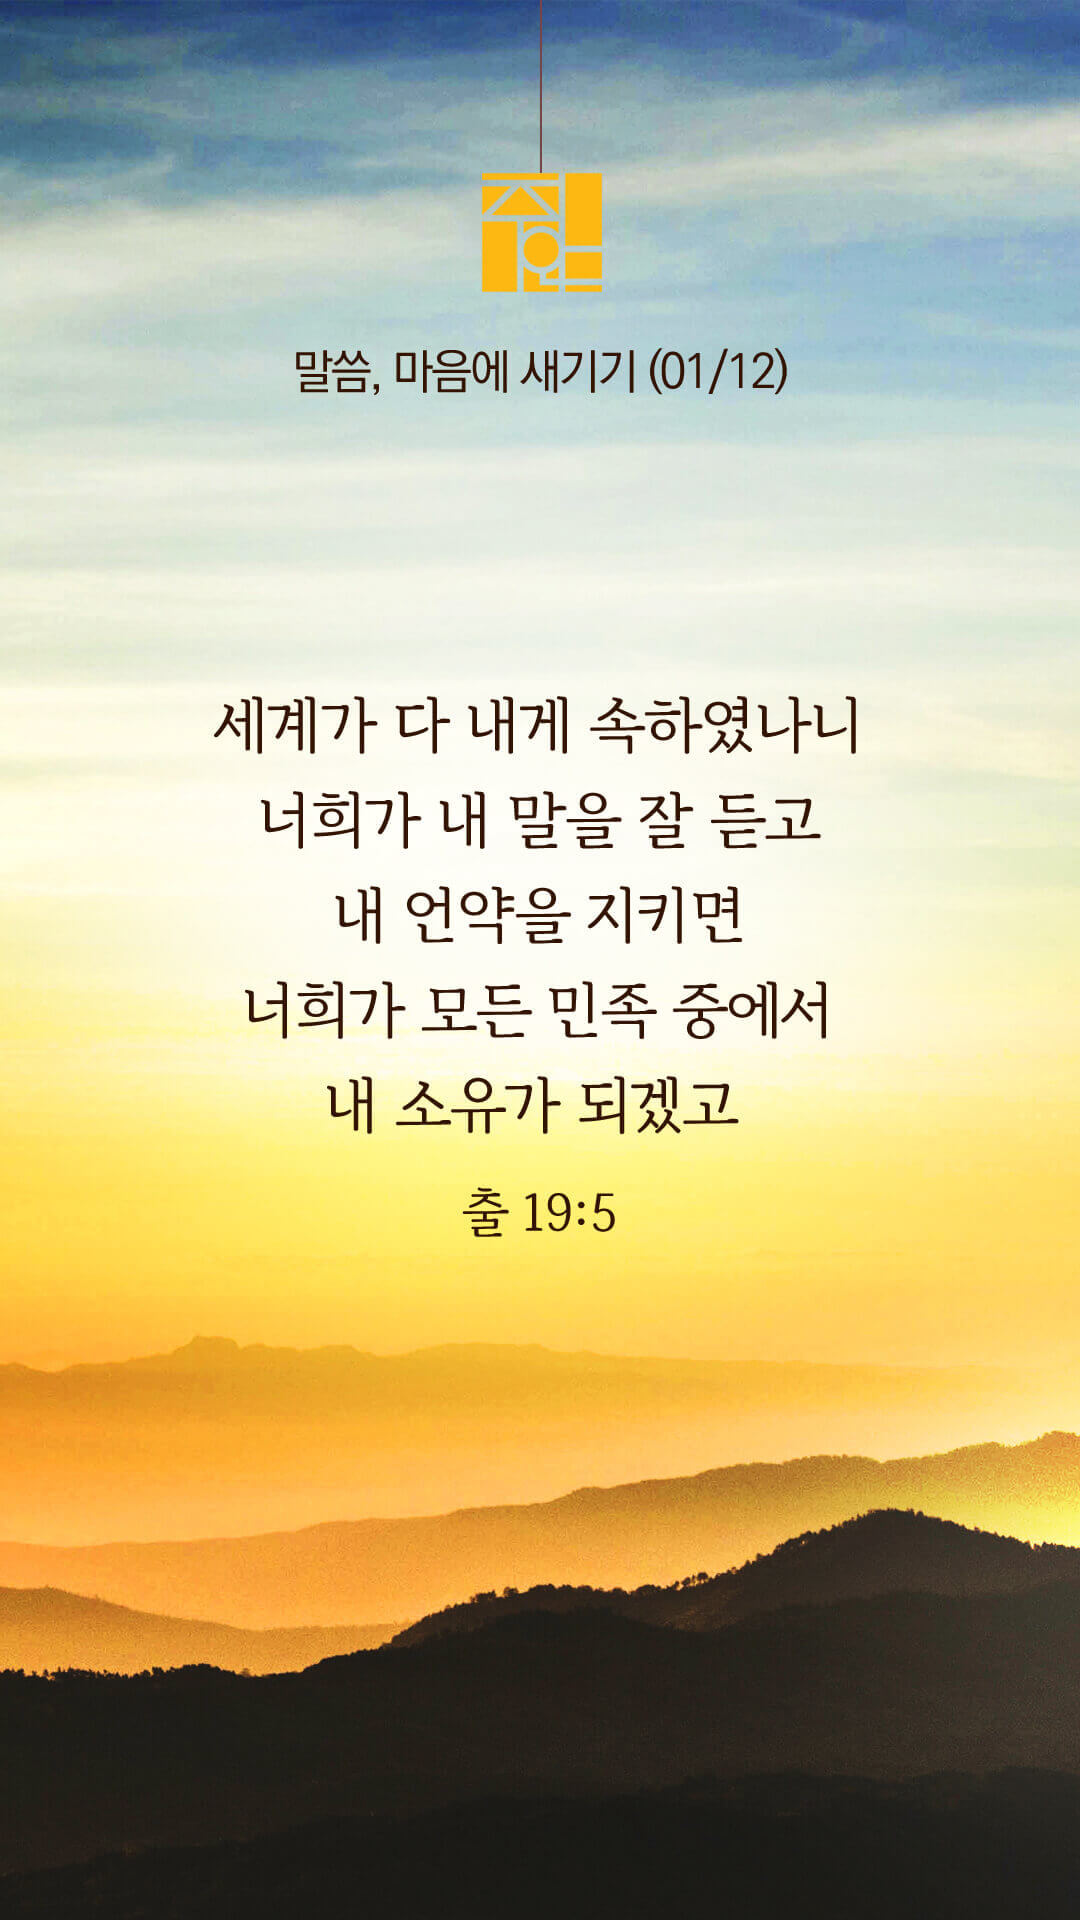 말씀, 마음에 새기기 (01/12)
세계가 다 내게 속하였나니
너희가 내 말을 잘 듣고
내 언약을 지키면
너희가 모든 민족 중에서
내 소유가 되겠고
출 19:5